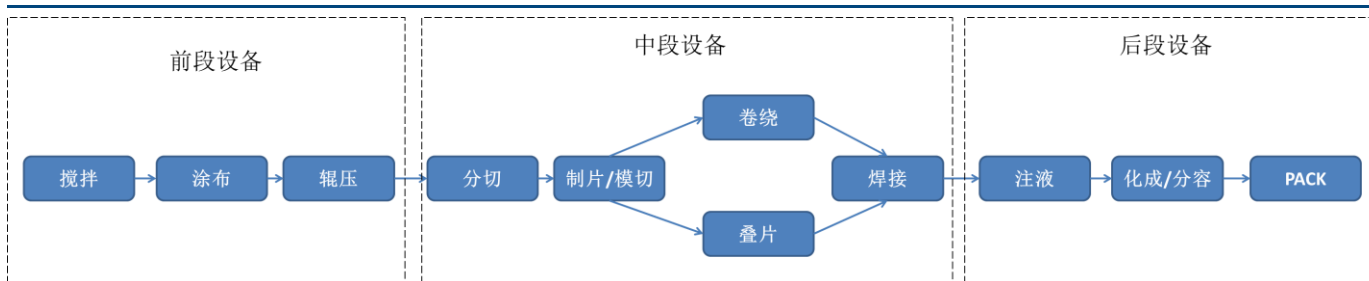 前段设备
中段设备
后段设备
搅拌
涂布
辊压
分切
制片/模切
卷绕
叠片
焊接
注液
化成/分容
PACK